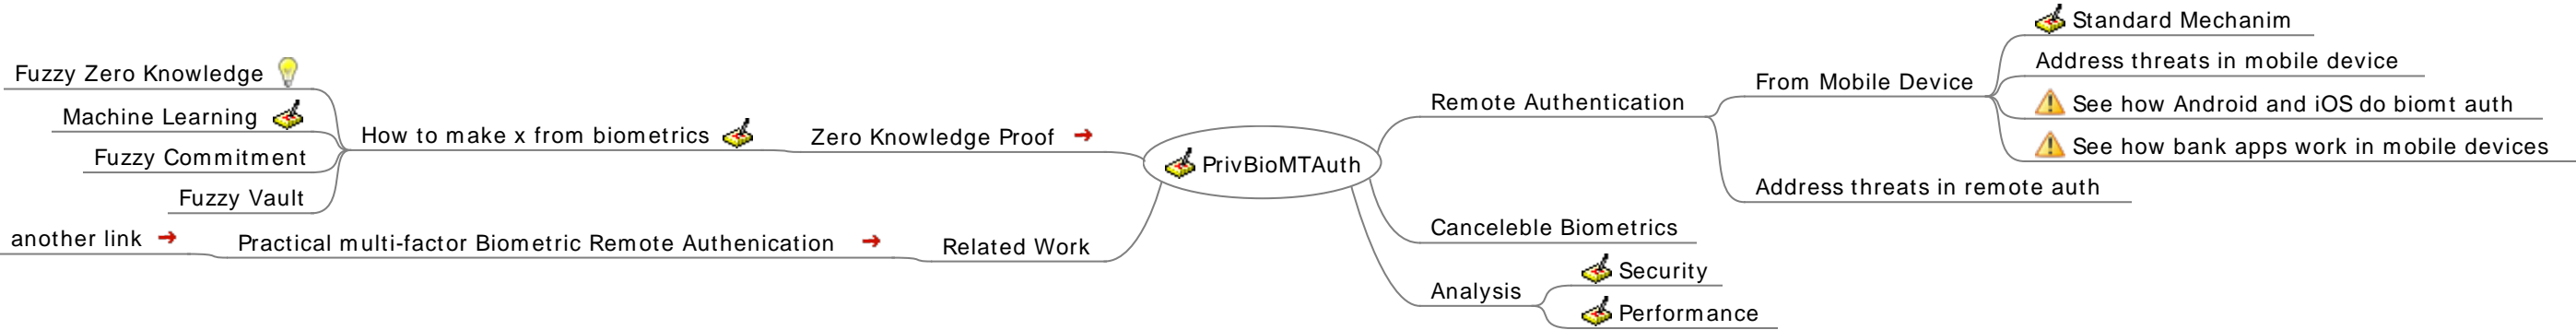 Fuzzy Zero Knowledge
Machine Learning
Fuzzy Commitment
Fuzzy Vault
How to make x from biometrics
Zero Knowledge Proof
another link
Practical multi-factor Biometric Remote Authenication
Related Work
PrivBioMTAuth
Remote Authentication
From Mobile Device
Standard Mechanim
Address threats in mobile device
See how Android and iOS do biomt auth
See how bank apps work in mobile devices
Address threats in remote auth
Canceleble Biometrics
Analysis
Security
Performance